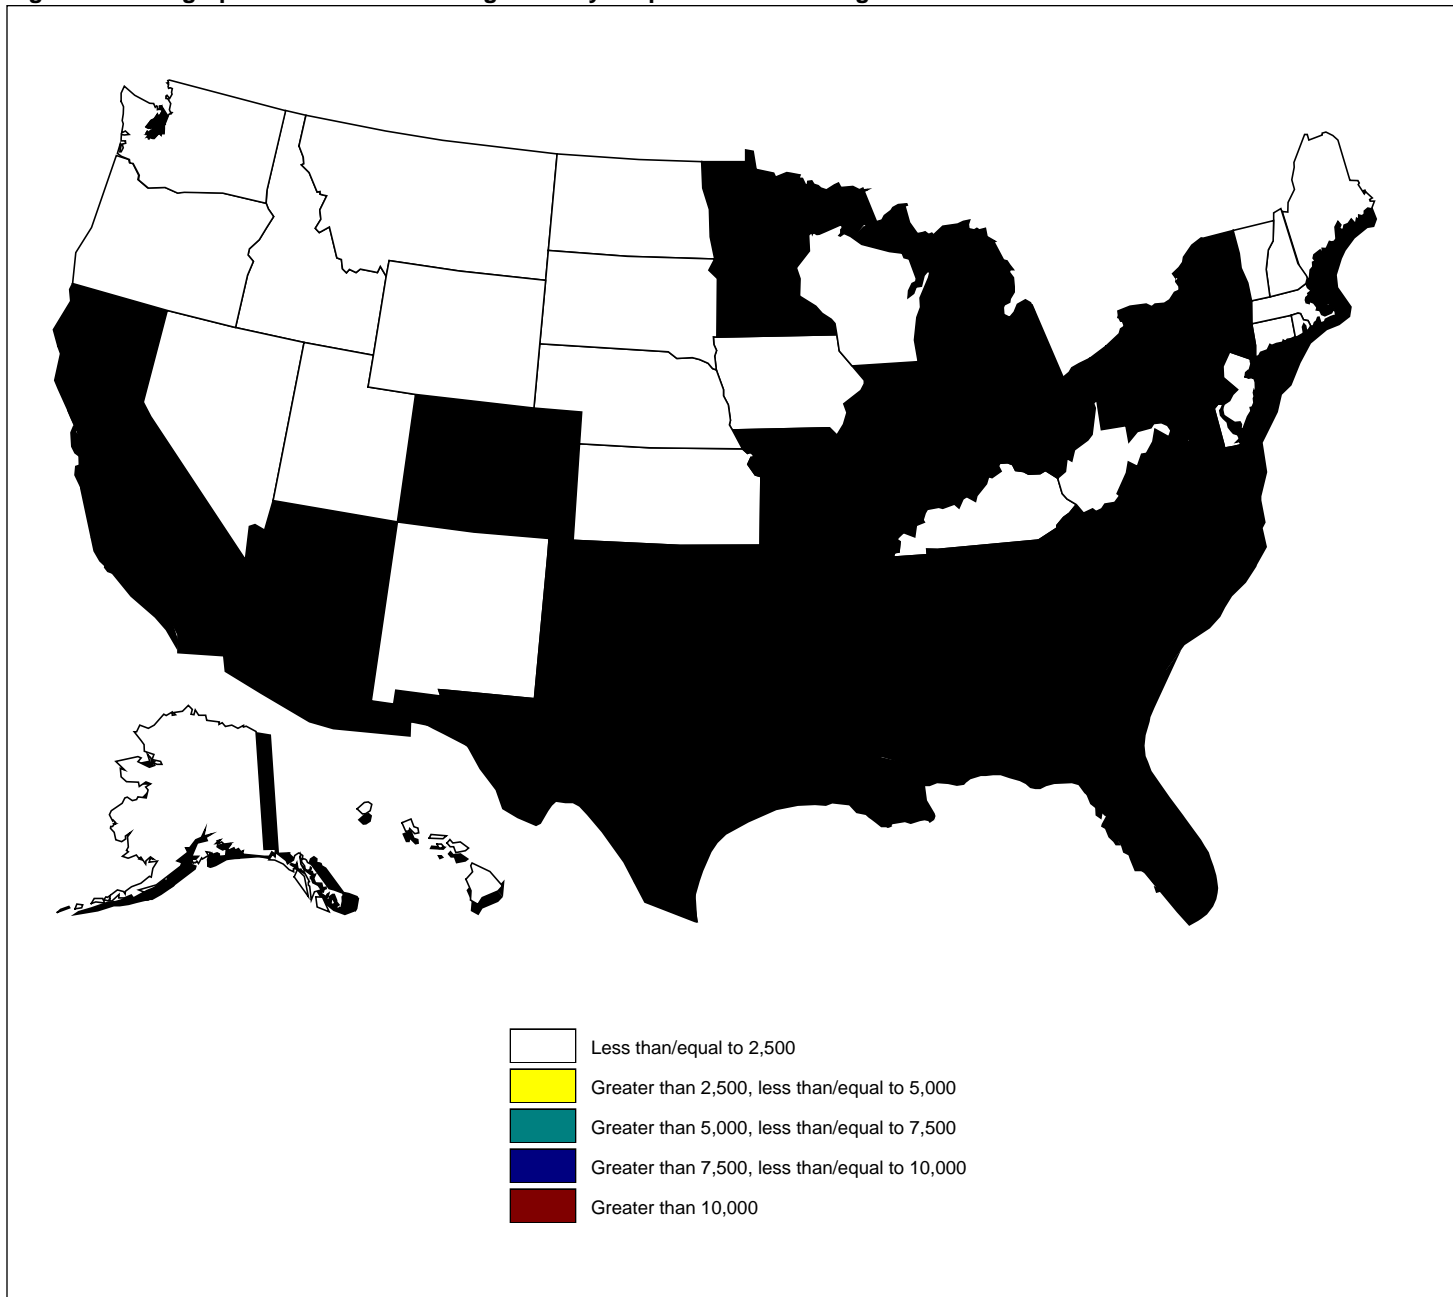 Less than/equal to 2,500
Greater than 2,500, less than/equal to 5,000
Greater than 5,000, less than/equal to 7,500
Greater than 7,500, less than/equal to 10,000
Greater than 10,000